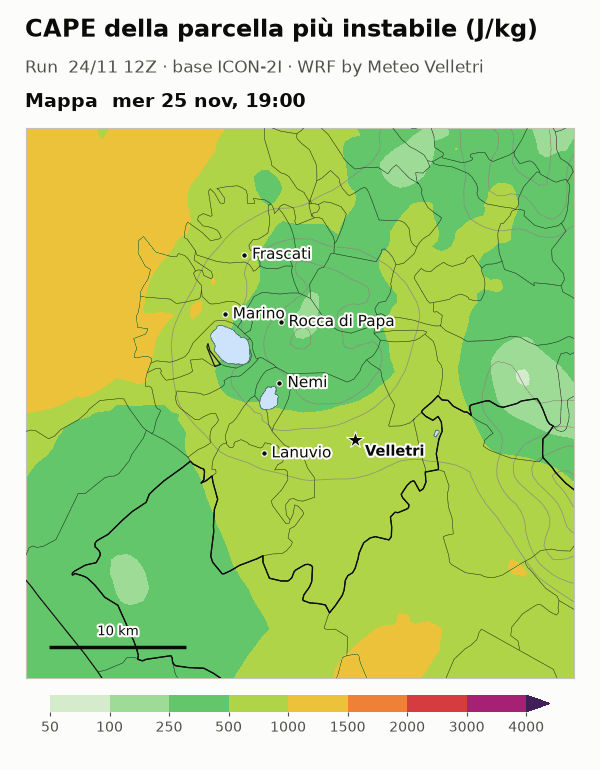 CAPE della parcella più instabile (J/kg)
Run 24/11 12Z · base ICON-2I · WRF by Meteo Velletri
Mappa mer 25 nov, 19:00
Frascati
Marino
Rocca di Papa
Nemi
Velletri
Lanuvio
10 km
50 100 250 500 1000 1500 2000 3000 4000